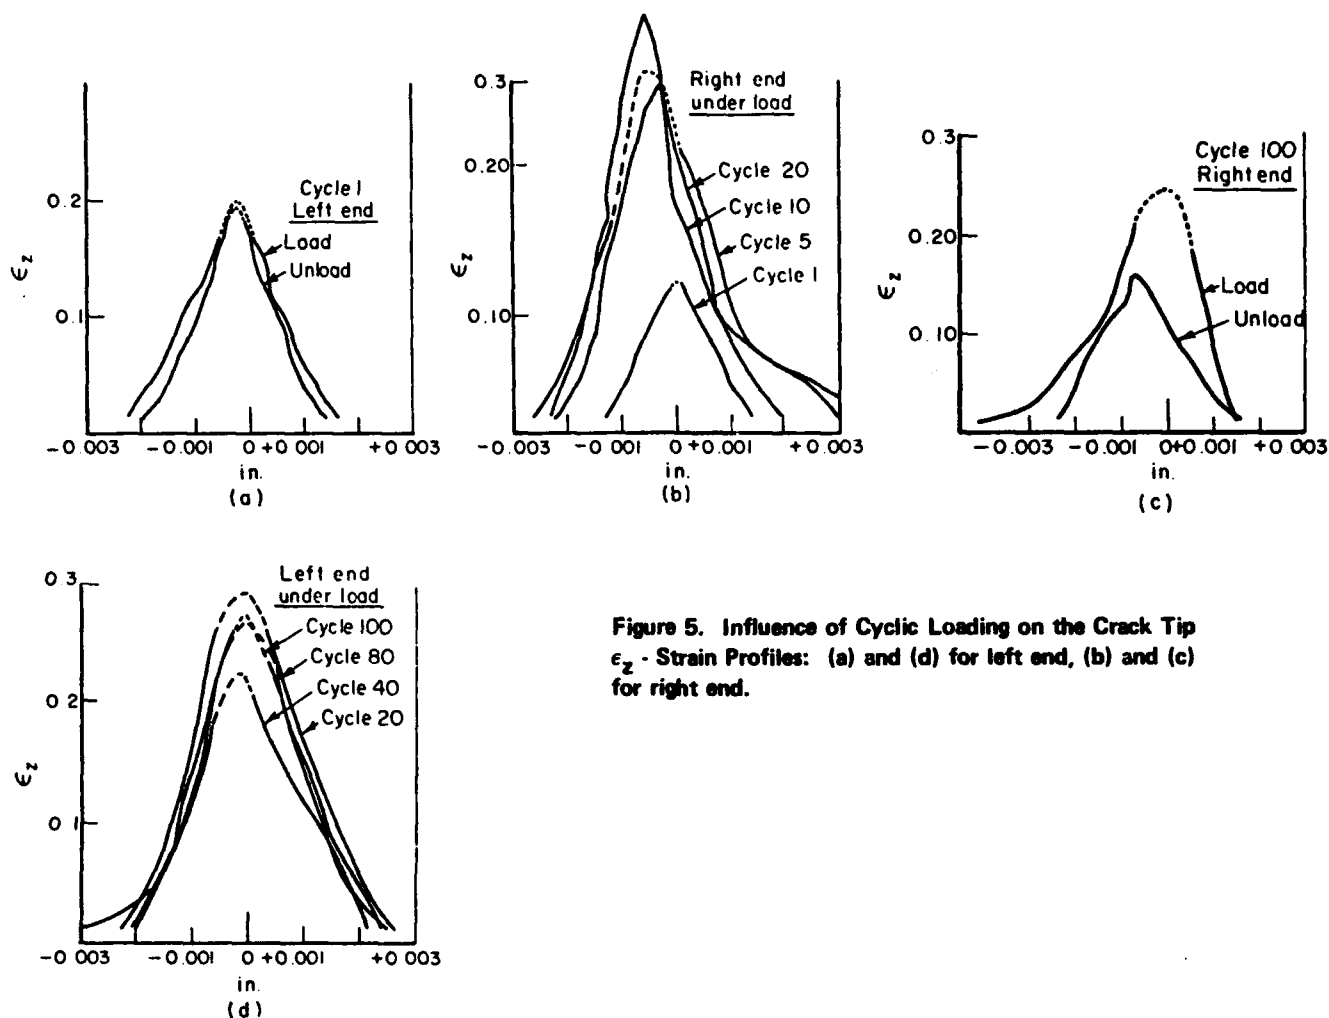 0.2
0.10
ϵz
Cycle 1
Left end
Load
Unload
-0.003 -0.001 0 +0.001 +0.003
in.
(a)
0.3
0.20
0.10
ϵz
Right end
under load
Cycle 20
Cycle 10
Cycle 5
Cycle 1
-0.003 -0.001 0 +0.001 +0.003
in.
(b)
0.3
0.20
0.10
ϵz
Cycle 100
Right end
Load
Unload
-0.003 -0.001 0 +0.001 +0.003
in.
(c)
0.3
0.2
0 1
ϵz
Left end
under load
Cycle 100
Cycle 80
Cycle 40
Cycle 20
-0 003 -0.001 0 +0.001 +0.003
in.
(d)
Figure 5. Influence of Cyclic Loading on the Crack Tip
ϵz - Strain Profiles: (a) and (d) for left end, (b) and (c)
for right end.